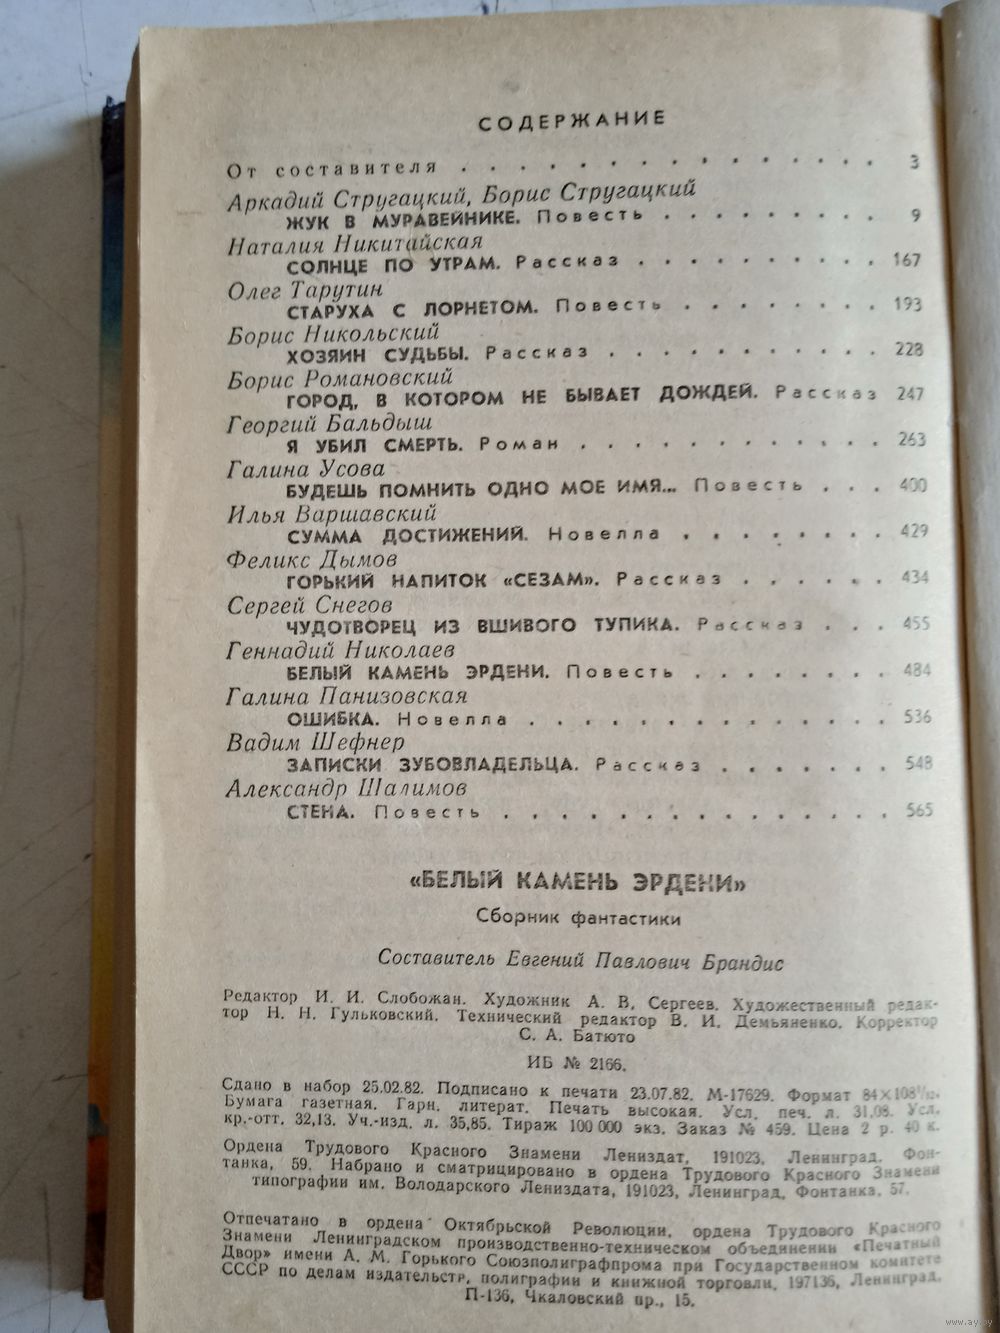 СОДЕРЖАНИЕ
От составителя . . . . . . . . . . . . . . . 3
Аркадий Стругацкий, Борис Стругацкий
ЖУК В МУРАВЕЙНИКЕ. Повесть . . . . . . . . 9
Наталия Никитайская
СОЛНЦЕ ПО УТРАМ. Рассказ . . . . . . . . . 167
Олег Тарутин
СТАРУХА С ЛОРНЕТОМ. Повесть . . . . . . . 193
Борис Никольский
ХОЗЯИН СУДЬБЫ. Рассказ . . . . . . . . . . 228
Борис Романовский
ГОРОД, В КОТОРОМ НЕ БЫВАЕТ ДОЖДЕЙ. Рассказ 247
Георгий Бальдыш
Я УБИЛ СМЕРТЬ. Роман . . . . . . . . . . . 263
Галина Усова
БУДЕШЬ ПОМНИТЬ ОДНО МОЕ ИМЯ... Повесть . . . 400
Илья Варшавский
СУММА ДОСТИЖЕНИЙ. Новелла . . . . . . . 429
Феликс Дымов
ГОРЬКИЙ НАПИТОК «СЕЗАМ». Рассказ . . . . . 434
Сергей Снегов
ЧУДОТВОРЕЦ ИЗ ВШИВОГО ТУПИКА. Рассказ . . . 455
Геннадий Николаев
БЕЛЫЙ КАМЕНЬ ЭРДЕНИ. Повесть . . . . . . . 484
Галина Панизовская
ОШИБКА. Новелла . . . . . . . . . . . . . 536
Вадим Шефнер
ЗАПИСКИ ЗУБОВЛАДЕЛЬЦА. Рассказ . . . . . . 548
Александр Шалимов
СТЕНА. Повесть . . . . . . . . . . . . . . 565
«БЕЛЫЙ КАМЕНЬ ЭРДЕНИ»
Сборник фантастики
Составитель Евгений Павлович Брандис
Редактор И. И. Слобожан. Художник А. В. Сергеев. Художественный редак-
тор Н. Н. Гульковский. Технический редактор В. И. Демьяненко. Корректор
С. А. Батюто
ИБ № 2166.
Сдано в набор 25.02.82. Подписано к печати 23.07.82. М-17629. Формат 84×108¹/₃₂.
Бумага газетная. Гарн. литерат. Печать высокая. Усл. печ. л. 31,08. Усл.
кр.-отт. 32,13. Уч.-изд. л. 35,85. Тираж 100 000 экз. Заказ № 459. Цена 2 р. 40 к.
Ордена Трудового Красного Знамени Лениздат, 191023, Ленинград, Фон-
танка, 59. Набрано и сматрицировано в ордена Трудового Красного Знамени
типографии им. Володарского Лениздата, 191023, Ленинград, Фонтанка, 57.
Отпечатано в ордена Октябрьской Революции, ордена Трудового Красного
Знамени Ленинградском производственно-техническом объединении «Печатный
Двор» имени А. М. Горького Союзполиграфпрома при Государственном комитете
СССР по делам издательств, полиграфии и книжной торговли, 197136, Ленинград,
П-136, Чкаловский пр., 15.
www.ay.by